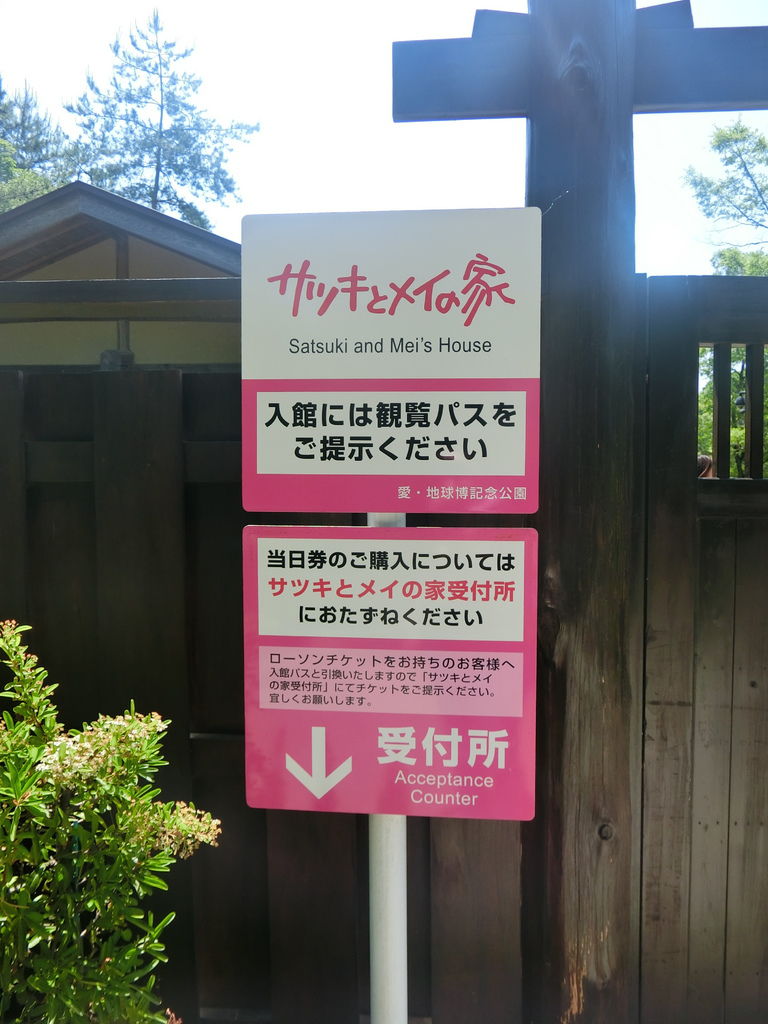 サツキとメイの家
Satsuki and Mei's House
入館には観覧パスを
ご提示ください
愛・地球博記念公園
当日券のご購入については
サツキとメイの家受付所
におたずねください
ローソンチケットをお持ちのお客様へ
入館パスと引換いたしますので「サツキとメイ
の家受付所」にてチケットをご提示ください。
宜しくお願いします。
受付所
Acceptance
Counter